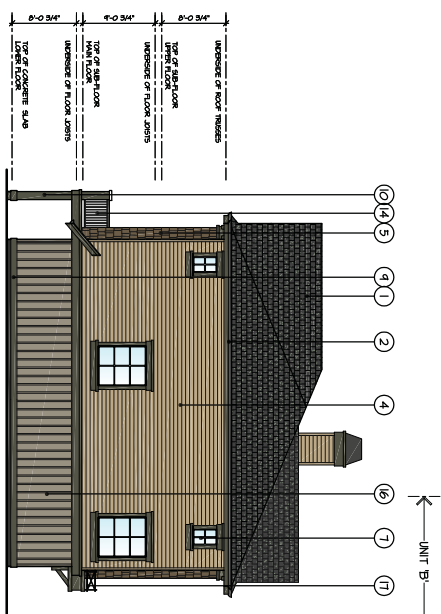 UNIT 'B'
10
14
5
9
1
2
4
16
7
17
UNDERSIDE OF ROOF TRUSSES
8'-0 3/4"
TOP OF SUB-FLOOR
UPPER FLOOR
UNDERSIDE OF FLOOR JOISTS
9'-0 3/4"
TOP OF SUB-FLOOR
MAIN FLOOR
UNDERSIDE OF FLOOR JOISTS
8'-0 3/4"
TOP OF CONCRETE SLAB
LOWER FLOOR